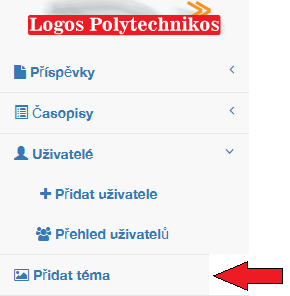 Logos Polytechnikos
Příspěvky
Časopisy
Uživatelé
Přidat uživatele
Přehled uživatelů
Přidat téma